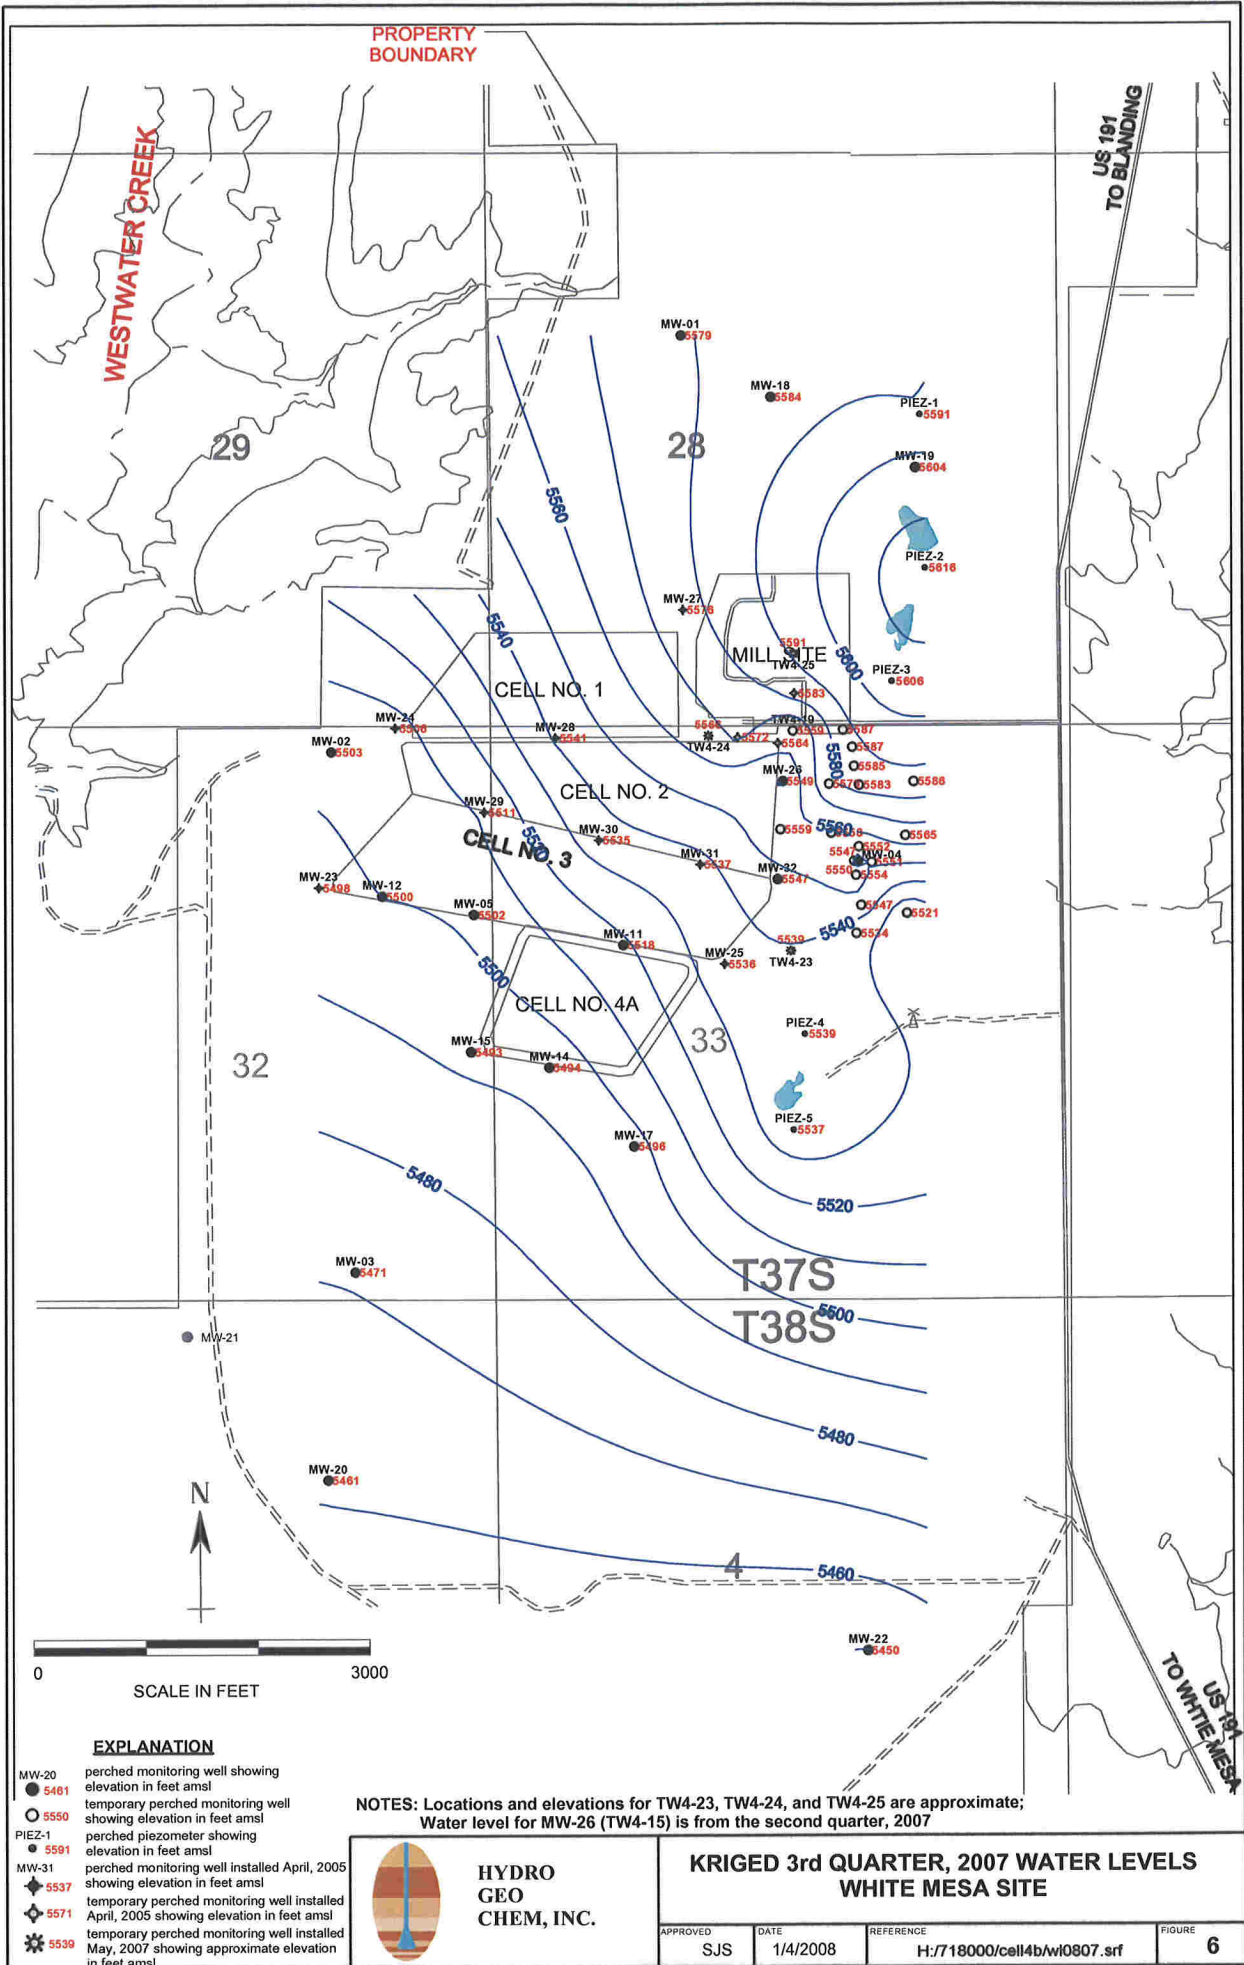 PROPERTY
BOUNDARY
US 191
TO BLANDING
WESTWATER CREEK
MW-01
5579
MW-18
5584
PIEZ-1
5591
29
28
MW-19
5604
5560
PIEZ-2
5616
MW-27
5540
5591
MILL SITE
TW4-25
5600
PIEZ-3
5606
CELL NO. 1
5583
MW-24
5506
MW-28
5541
TW4-24
5572
TW4-19
5559
5587
5564
MW-02
5503
5587
5580
5585
MW-26
5549
5583
5586
CELL NO. 2
MW-29
5511
MW-30
5535
5559
5560
5565
5552
CELL NO. 3
5520
MW-31
5537
5547
MW-04
5551
5550
5554
MW-32
5547
MW-23
5498
MW-12
5500
MW-05
5502
5547
5521
MW-11
5518
5540
5534
5539
TW4-23
MW-25
5536
5500
CELL NO. 4A
PIEZ-4
5539
33
32
MW-15
5493
MW-14
5494
PIEZ-5
5537
MW-17
5496
5480
5520
MW-03
5471
T37S
5500
T38S
MW-21
5480
MW-20
5461
N
4
5460
MW-22
5450
0
3000
SCALE IN FEET
US 191
TO WHTIE MESA
EXPLANATION
MW-20
5461
perched monitoring well showing
elevation in feet amsl
5550
temporary perched monitoring well
showing elevation in feet amsl
PIEZ-1
5591
perched piezometer showing
elevation in feet amsl
MW-31
5537
perched monitoring well installed April, 2005
showing elevation in feet amsl
5571
temporary perched monitoring well installed
April, 2005 showing elevation in feet amsl
5539
temporary perched monitoring well installed
May, 2007 showing approximate elevation
in feet amsl
NOTES: Locations and elevations for TW4-23, TW4-24, and TW4-25 are approximate;
Water level for MW-26 (TW4-15) is from the second quarter, 2007
HYDRO
GEO
CHEM, INC.
KRIGED 3rd QUARTER, 2007 WATER LEVELS
WHITE MESA SITE
APPROVED
SJS
DATE
1/4/2008
REFERENCE
H:/718000/cell4b/wl0807.srf
FIGURE
6